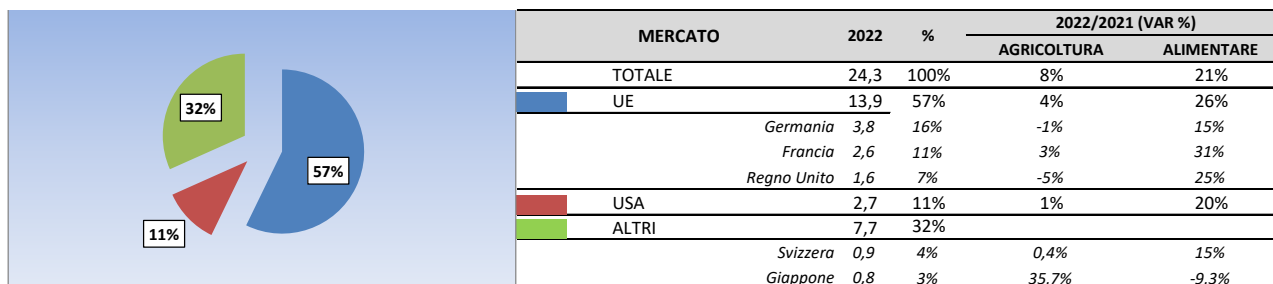 32%
57%
11%
MERCATO 2022 % 2022/2021 (VAR %)
AGRICOLTURA ALIMENTARE
TOTALE 24,3 100% 8% 21%
UE 13,9 57% 4% 26%
Germania 3,8 16% -1% 15%
Francia 2,6 11% 3% 31%
Regno Unito 1,6 7% -5% 25%
USA 2,7 11% 1% 20%
ALTRI 7,7 32%
Svizzera 0,9 4% 0,4% 15%
Giappone 0,8 3% 35,7% -9,3%